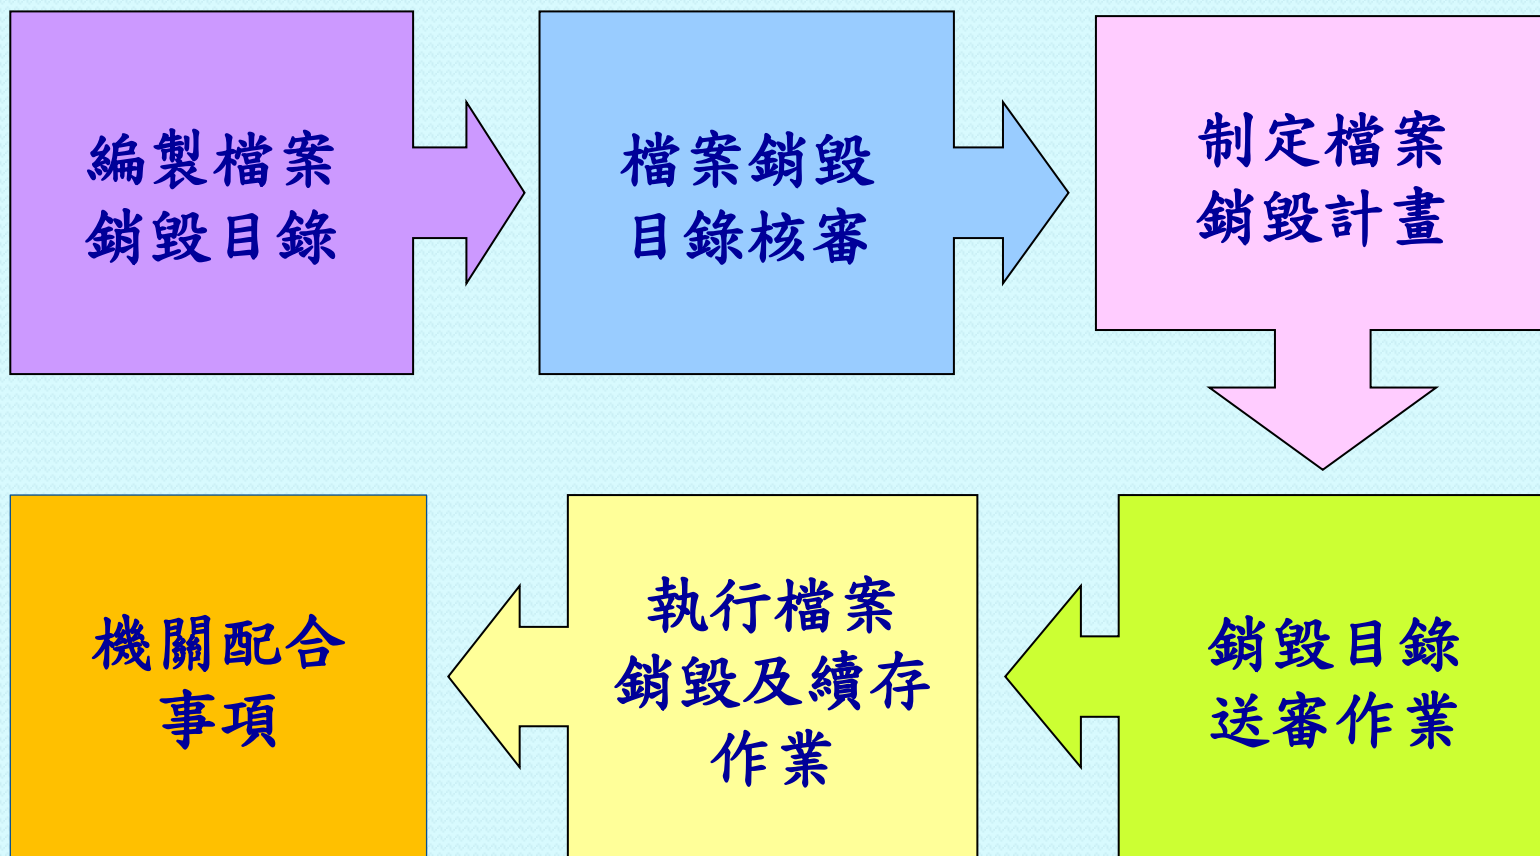 編製檔案
銷毀目錄
檔案銷毀
目錄核審
制定檔案
銷毀計畫
銷毀目錄
送審作業
執行檔案
銷毀及續存
作業
機關配合
事項